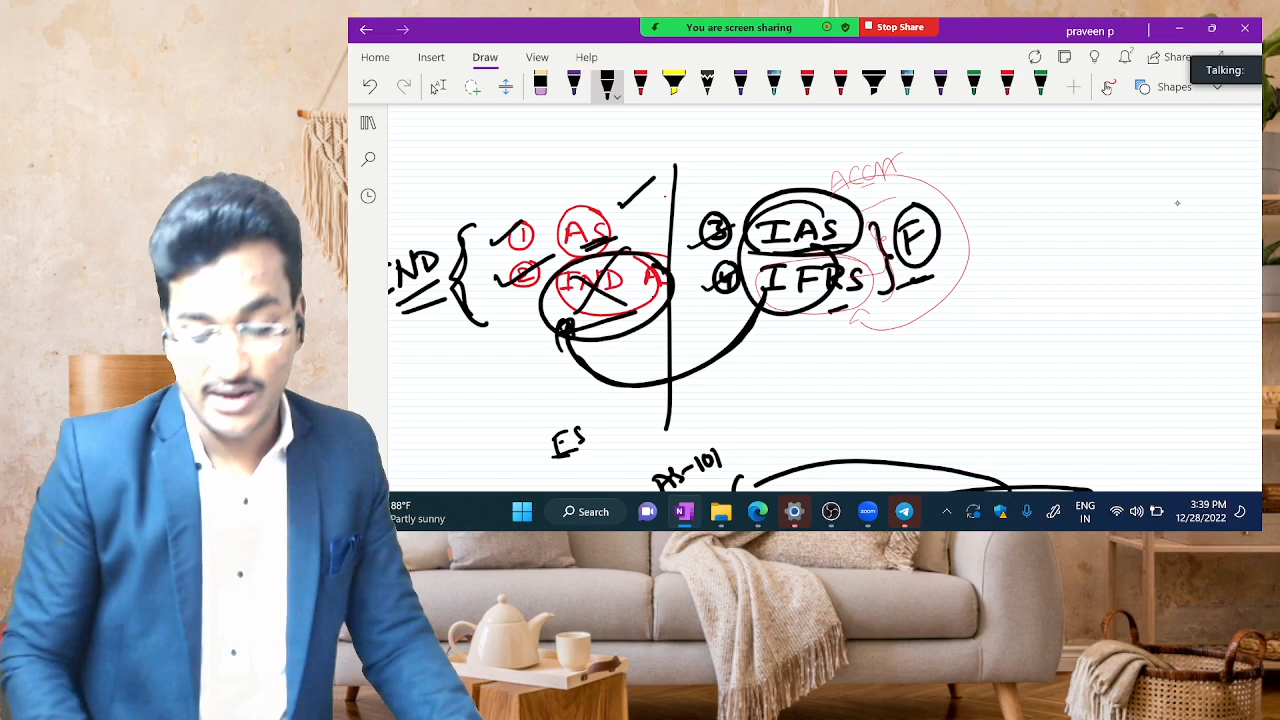 You are screen sharing
Stop Share
praveen p
Home Insert Draw View Help
Share
Talking:
Shapes
ACCA
① AS
③ IAS
F
IND
② IND A
④ IFRS
ES
AS-101
88°F
Partly sunny
Search
zoom
ENG
IN
3:39 PM
12/28/2022